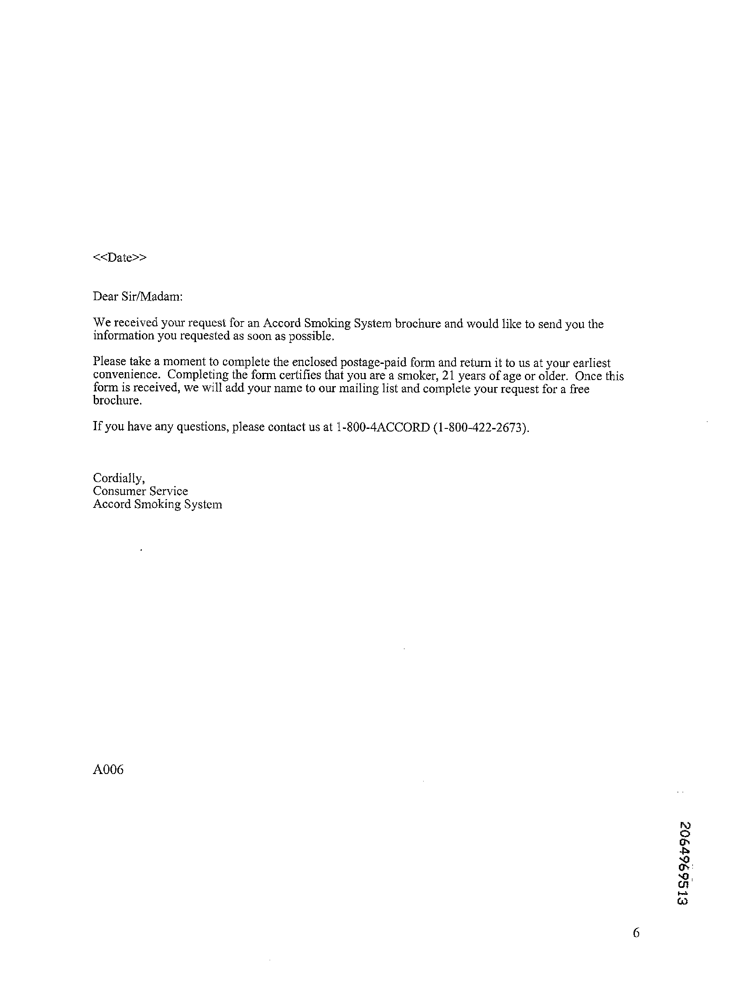 <<Date>>
Dear Sir/Madam:
We received your request for an Accord Smoking System brochure and would like to send you the
information you requested as soon as possible.
Please take a moment to complete the enclosed postage-paid form and return it to us at your earliest
convenience. Completing the form certifies that you are a smoker, 21 years of age or older. Once this
form is received, we will add your name to our mailing list and complete your request for a free
brochure.
If you have any questions, please contact us at 1-800-4ACCORD (1-800-422-2673).
Cordially,
Consumer Service
Accord Smoking System
A006
2064969513
6